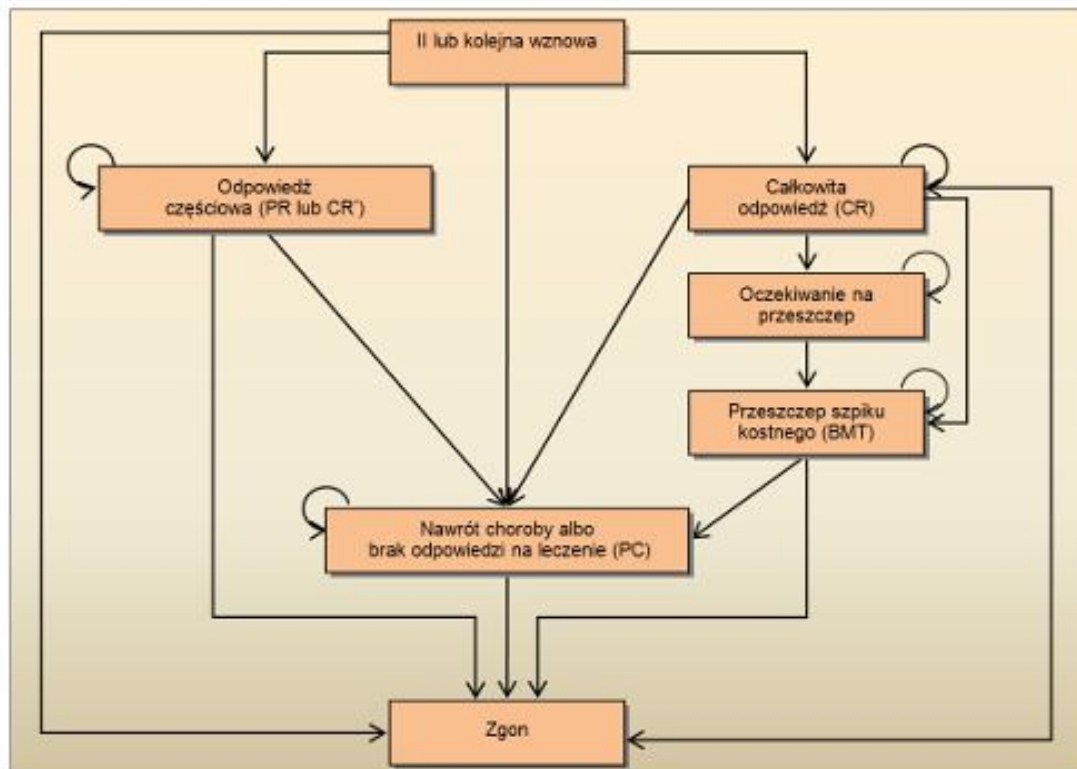 II lub kolejna wznowa
Odpowiedź
częściowa (PR lub CR*)
Całkowita
odpowiedź (CR)
Oczekiwanie na
przeszczep
Przeszczep szpiku
kostnego (BMT)
Nawrót choroby albo
brak odpowiedzi na leczenie (PC)
Zgon